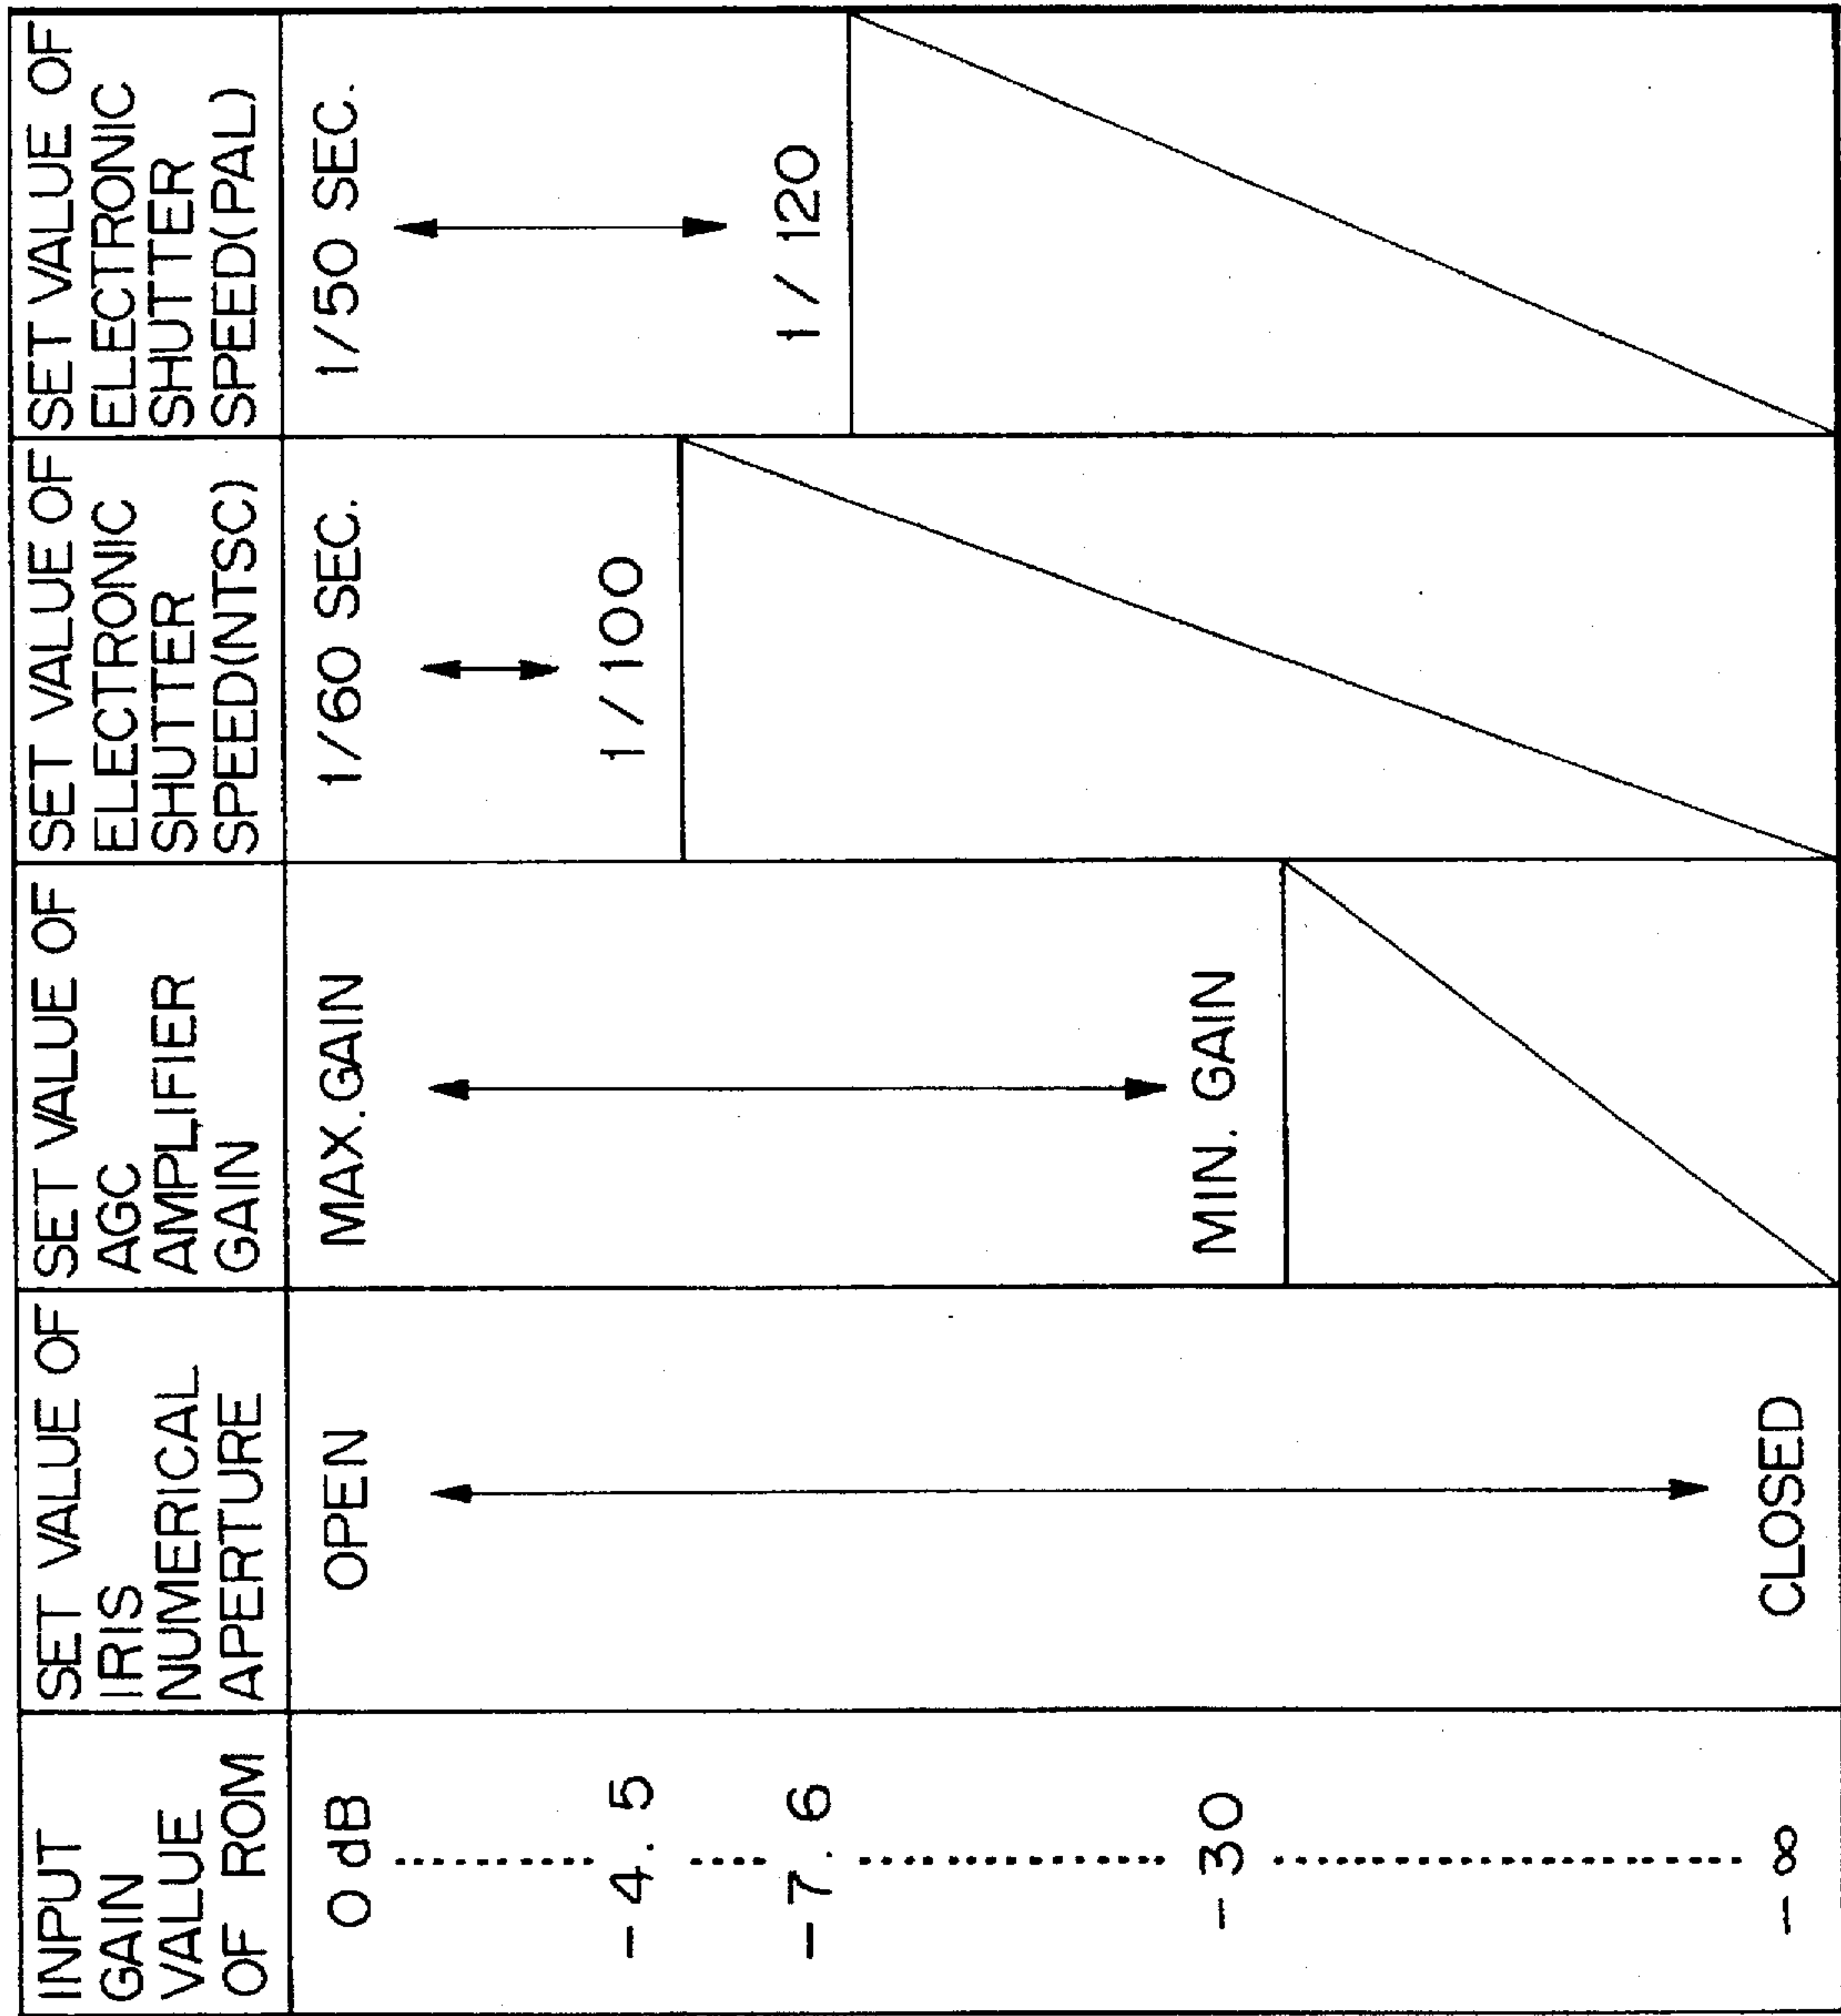 INPUT
GAIN
VALUE
OF ROM
SET VALUE OF
IRIS
NUMERICAL
APERTURE
SET VALUE OF
AGC
AMPLIFIER
GAIN
SET VALUE OF
ELECTRONIC
SHUTTER
SPEED(NTSC)
SET VALUE OF
ELECTRONIC
SHUTTER
SPEED(PAL)
0 dB
-4.5
-7.6
-30
-∞
OPEN
CLOSED
MAX.GAIN
MIN. GAIN
1/60 SEC.
1/100
1/50 SEC.
1/120